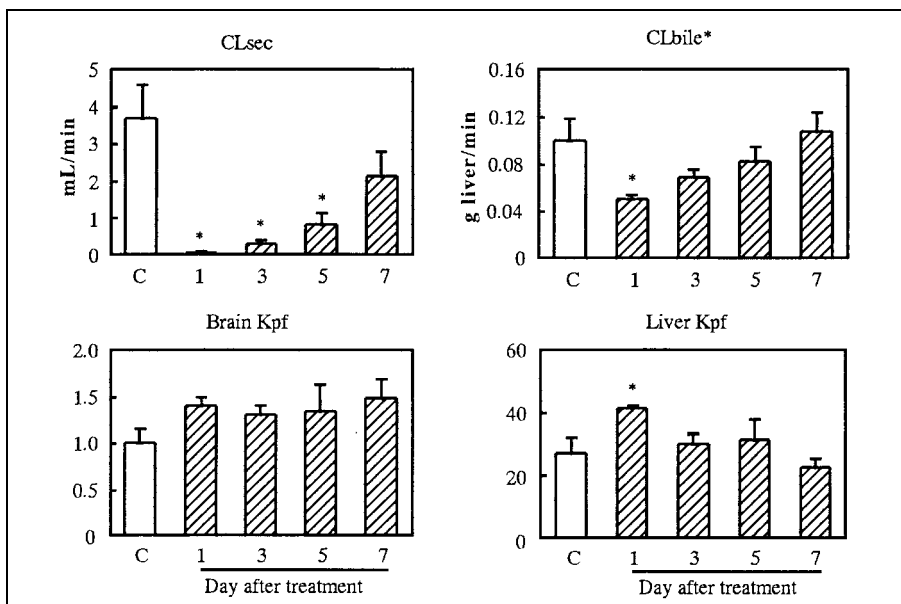 CLsec
mL/min
5
4
3
2
1
0
*
*
*
C 1 3 5 7
CLbile*
g liver/min
0.16
0.12
0.08
0.04
0
*
C 1 3 5 7
Brain Kpf
2.0
1.5
1.0
0.5
0
C 1 3 5 7
Day after treatment
Liver Kpf
60
40
20
0
*
C 1 3 5 7
Day after treatment